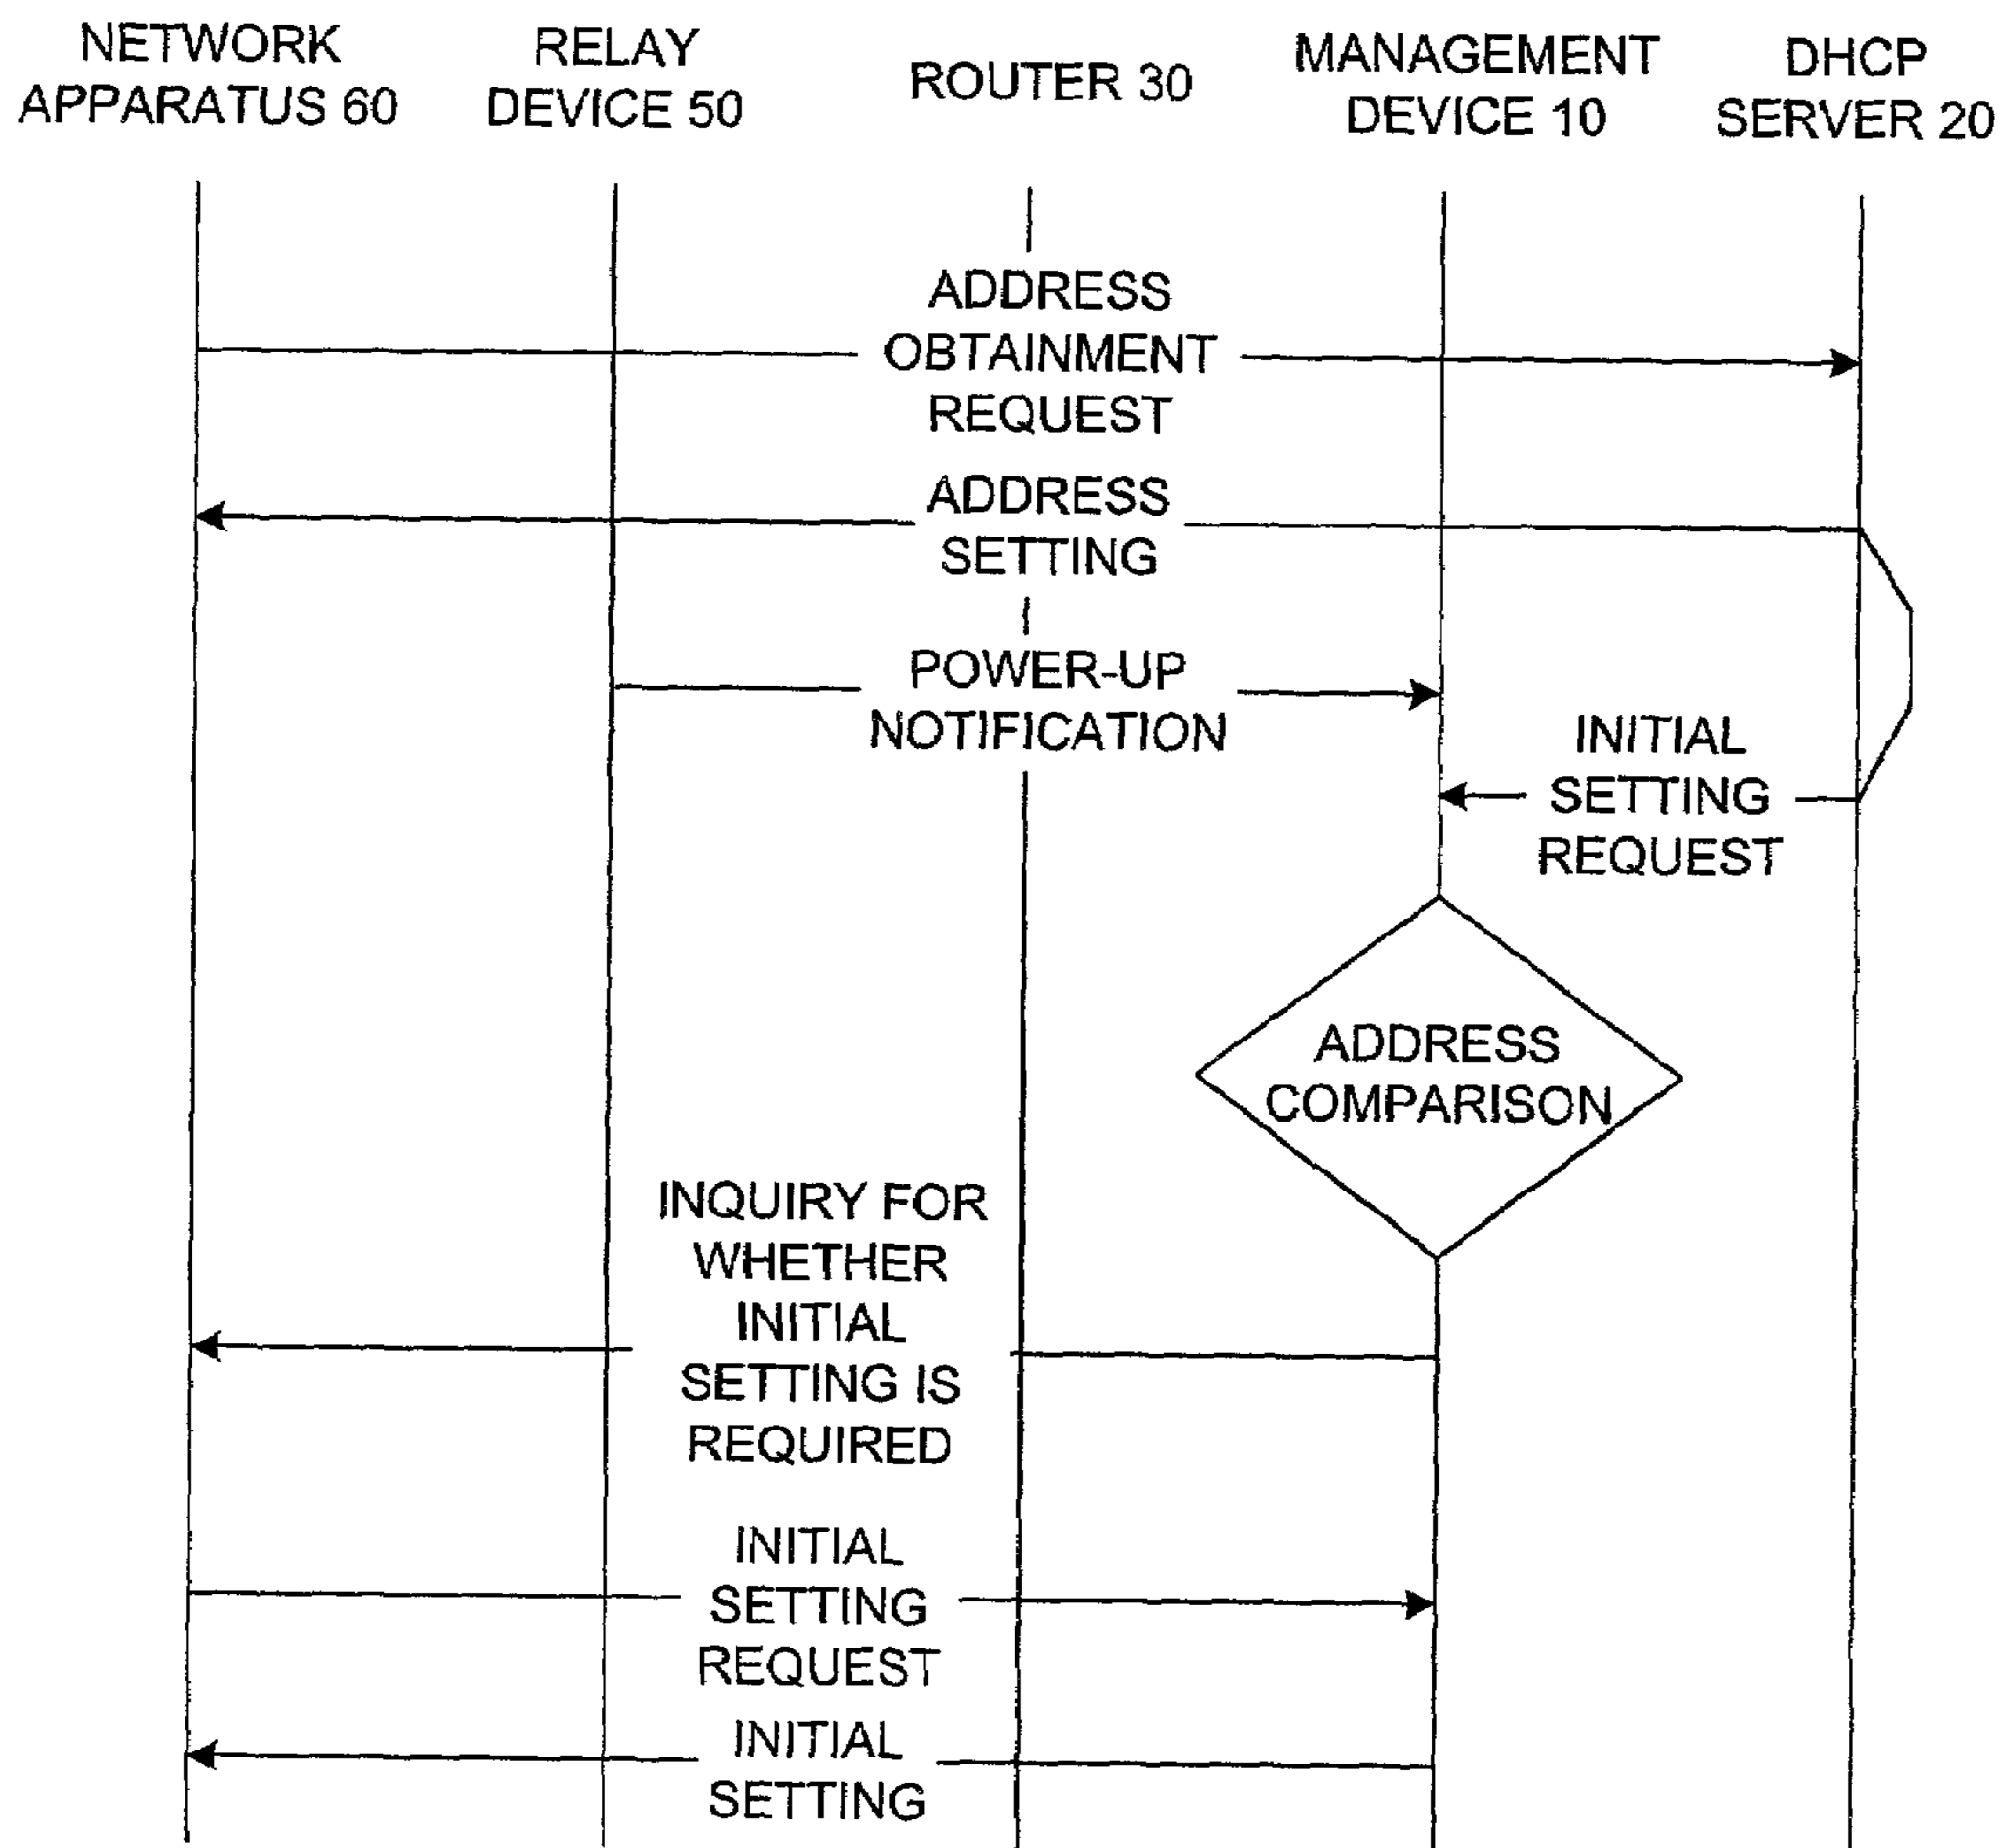 NETWORK
APPARATUS 60
RELAY
DEVICE 50
ROUTER 30
MANAGEMENT
DEVICE 10
DHCP
SERVER 20
ADDRESS
OBTAINMENT
REQUEST
ADDRESS
SETTING
POWER-UP
NOTIFICATION
INITIAL
SETTING
REQUEST
ADDRESS
COMPARISON
INQUIRY FOR
WHETHER
INITIAL
SETTING IS
REQUIRED
INITIAL
SETTING
REQUEST
INITIAL
SETTING